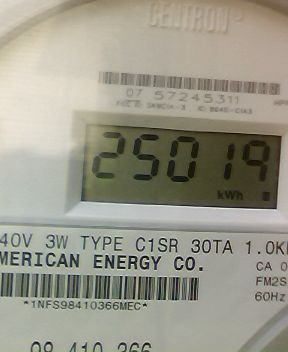 CENTRON®
07 57245311
25019
kWh
40V 3W TYPE C1SR 30TA 1.0K
MERICAN ENERGY CO.
CA 0
FM2S
60Hz
*1NFS98410366MEC*
98 410 366